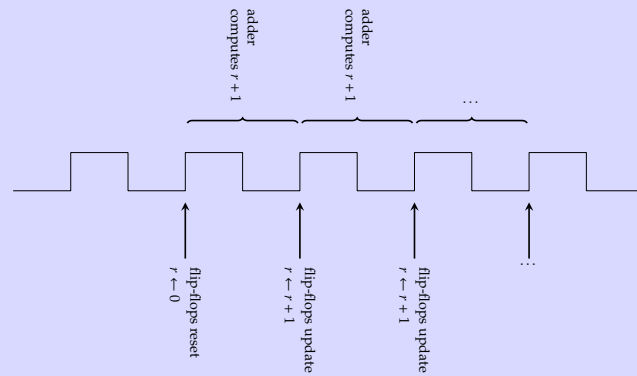 adder
computes r + 1
adder
computes r + 1
...
flip-flops reset
r ← 0
flip-flops update
r ← r + 1
flip-flops update
r ← r + 1
...